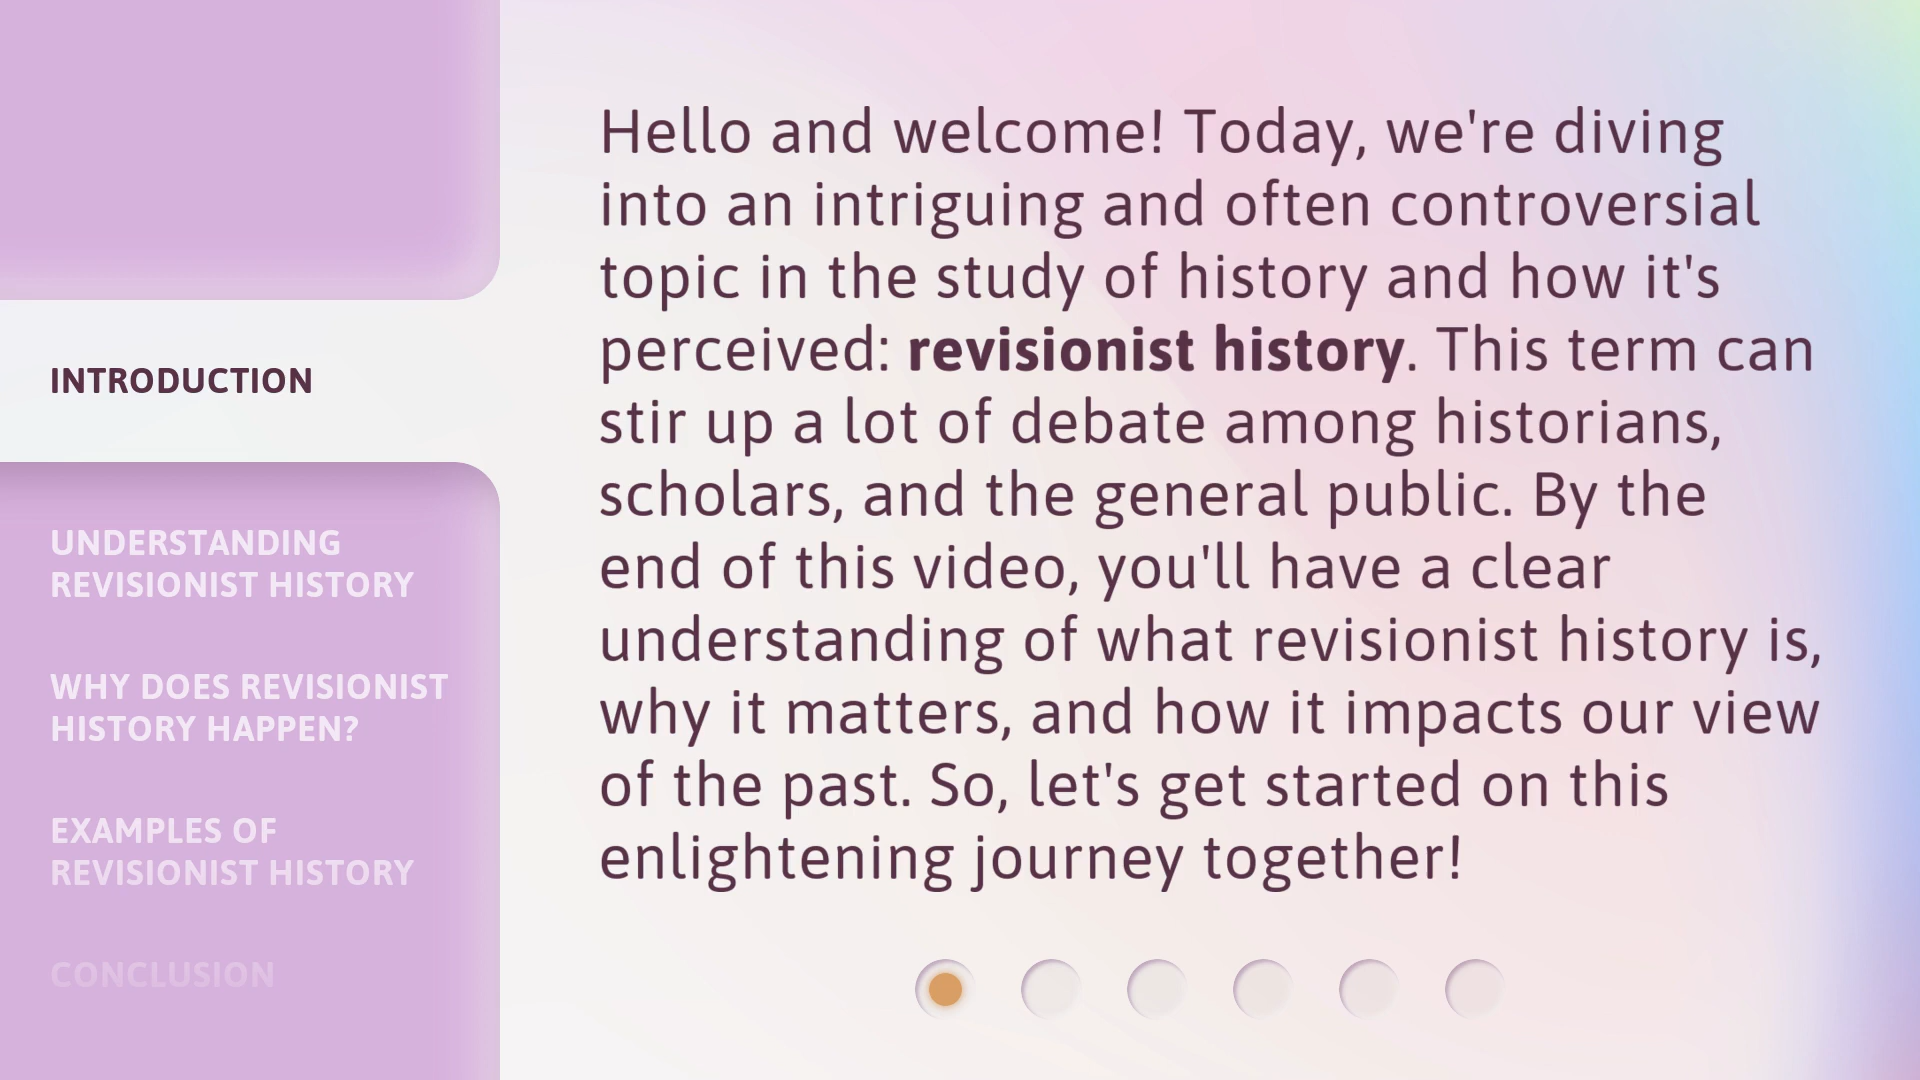 INTRODUCTION
UNDERSTANDING
REVISIONIST HISTORY
WHY DOES REVISIONIST
HISTORY HAPPEN?
EXAMPLES OF
REVISIONIST HISTORY
CONCLUSION
Hello and welcome! Today, we're diving
into an intriguing and often controversial
topic in the study of history and how it's
perceived: revisionist history. This term can
stir up a lot of debate among historians,
scholars, and the general public. By the
end of this video, you'll have a clear
understanding of what revisionist history is,
why it matters, and how it impacts our view
of the past. So, let's get started on this
enlightening journey together!